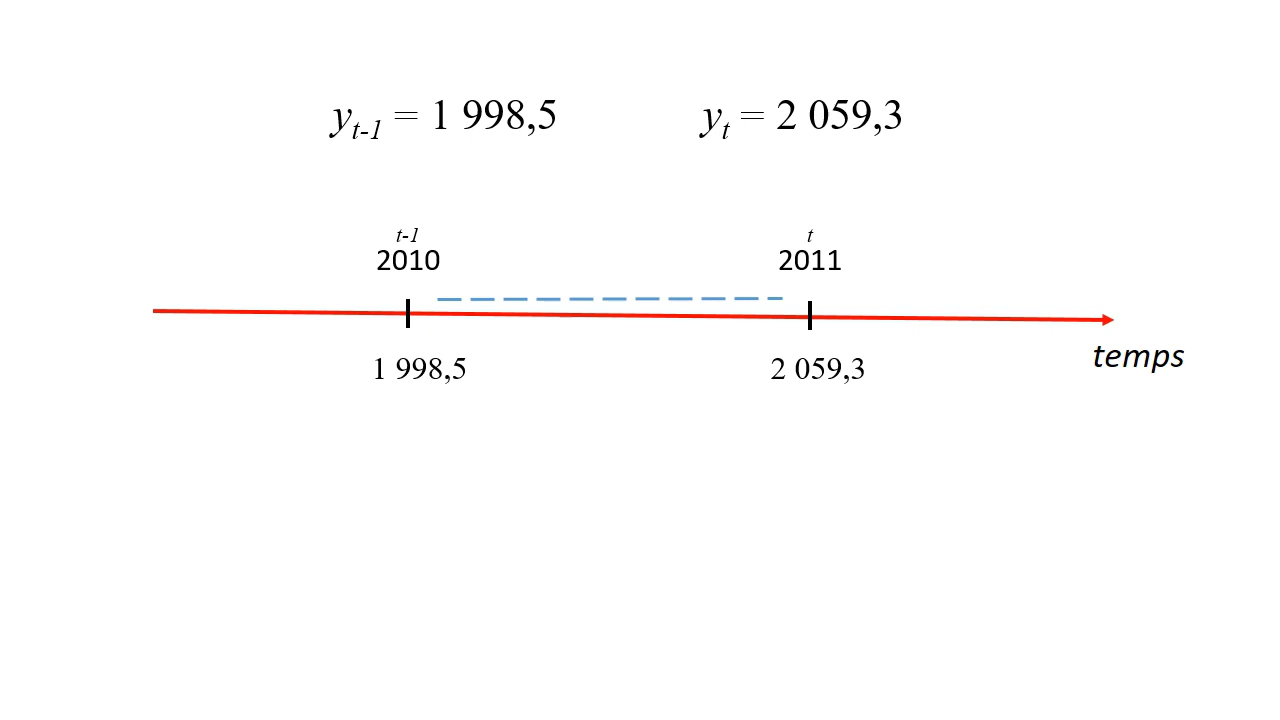 yt-1 = 1 998,5 yt = 2 059,3
t-1 t
2010 2011
temps
1 998,5 2 059,3